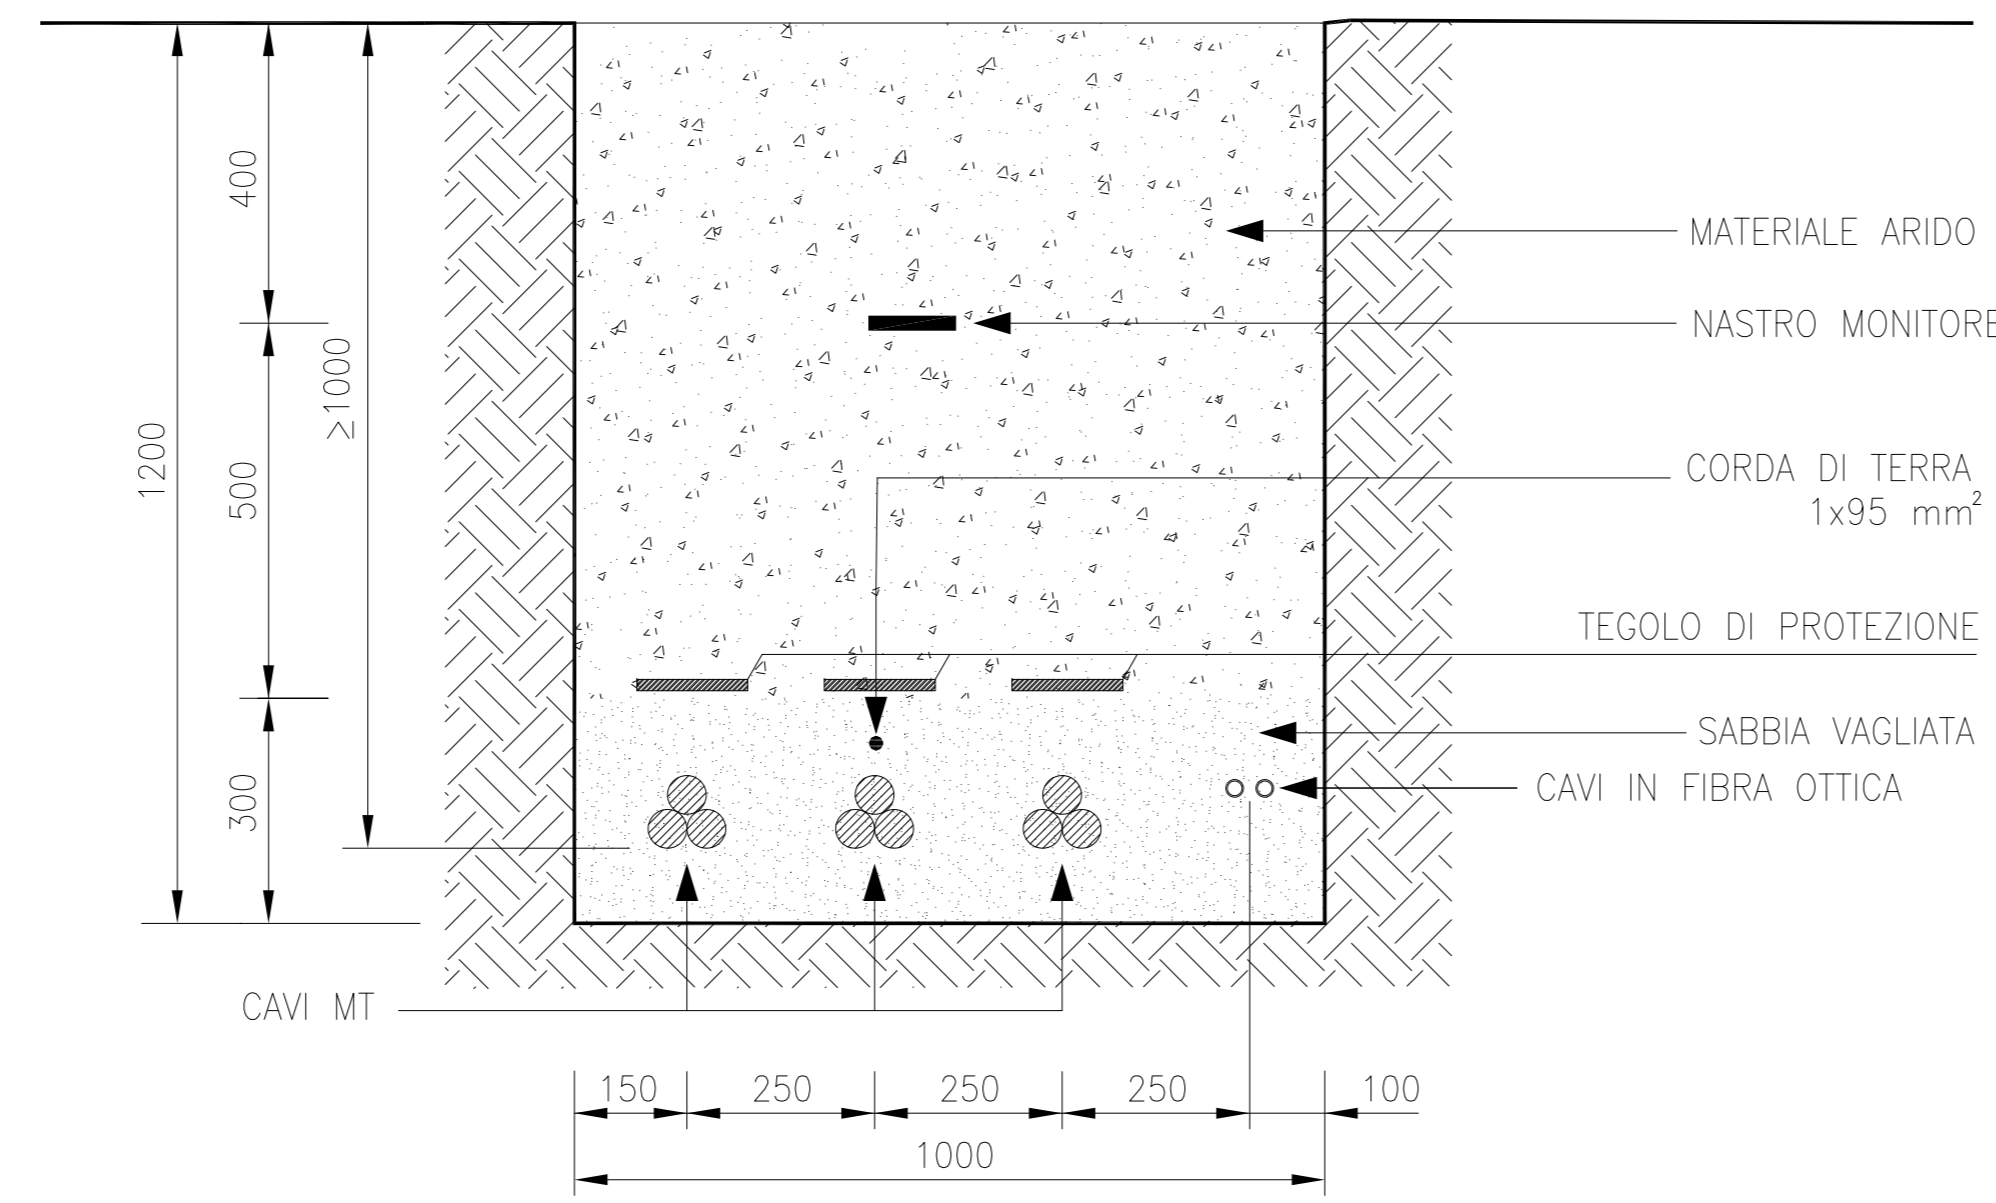 400
MATERIALE ARIDO
NASTRO MONITORE
≥1000
1200
500
CORDA DI TERRA
1x95 mm²
TEGOLO DI PROTEZIONE
SABBIA VAGLIATA
300
CAVI IN FIBRA OTTICA
CAVI MT
150 250 250 250 100
1000